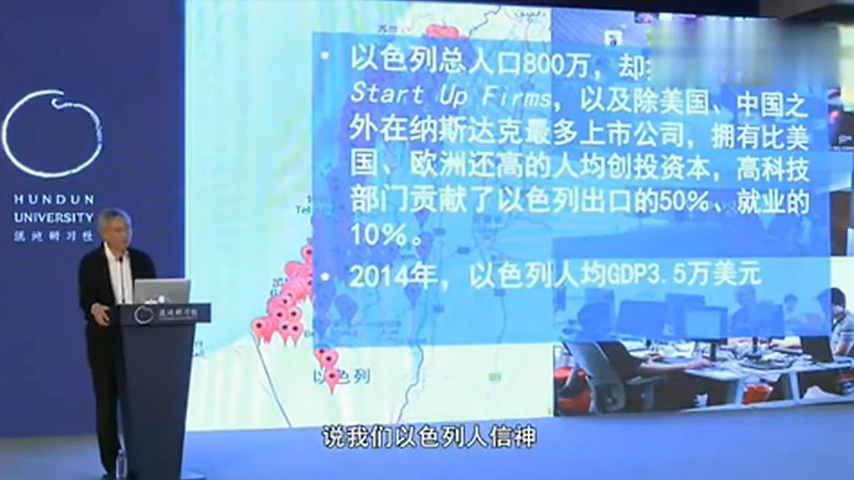 HUNDUN
UNIVERSITY
混沌研习社
• 以色列总人口800万，却
Start Up Firms，以及除美国、中国之
外在纳斯达克最多上市公司，拥有比美
国、欧洲还高的人均创投资本，高科技
部门贡献了以色列出口的50%、就业的
10%。
• 2014年，以色列人均GDP3.5万美元
以色列
混沌研习社
说我们以色列人信神